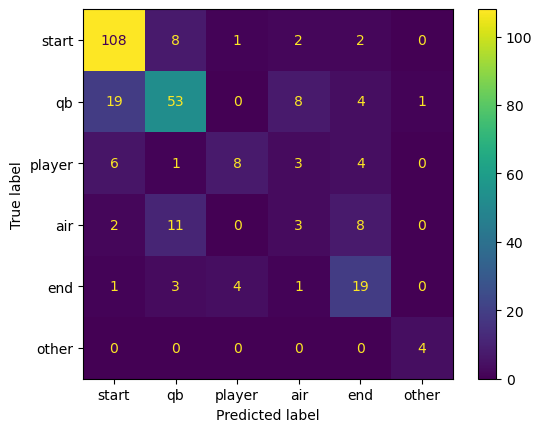 start 108 8 1 2 2 0
qb 19 53 0 8 4 1
player 6 1 8 3 4 0
air 2 11 0 3 8 0
end 1 3 4 1 19 0
other 0 0 0 0 0 4
start qb player air end other
Predicted label
True label
100
80
60
40
20
0